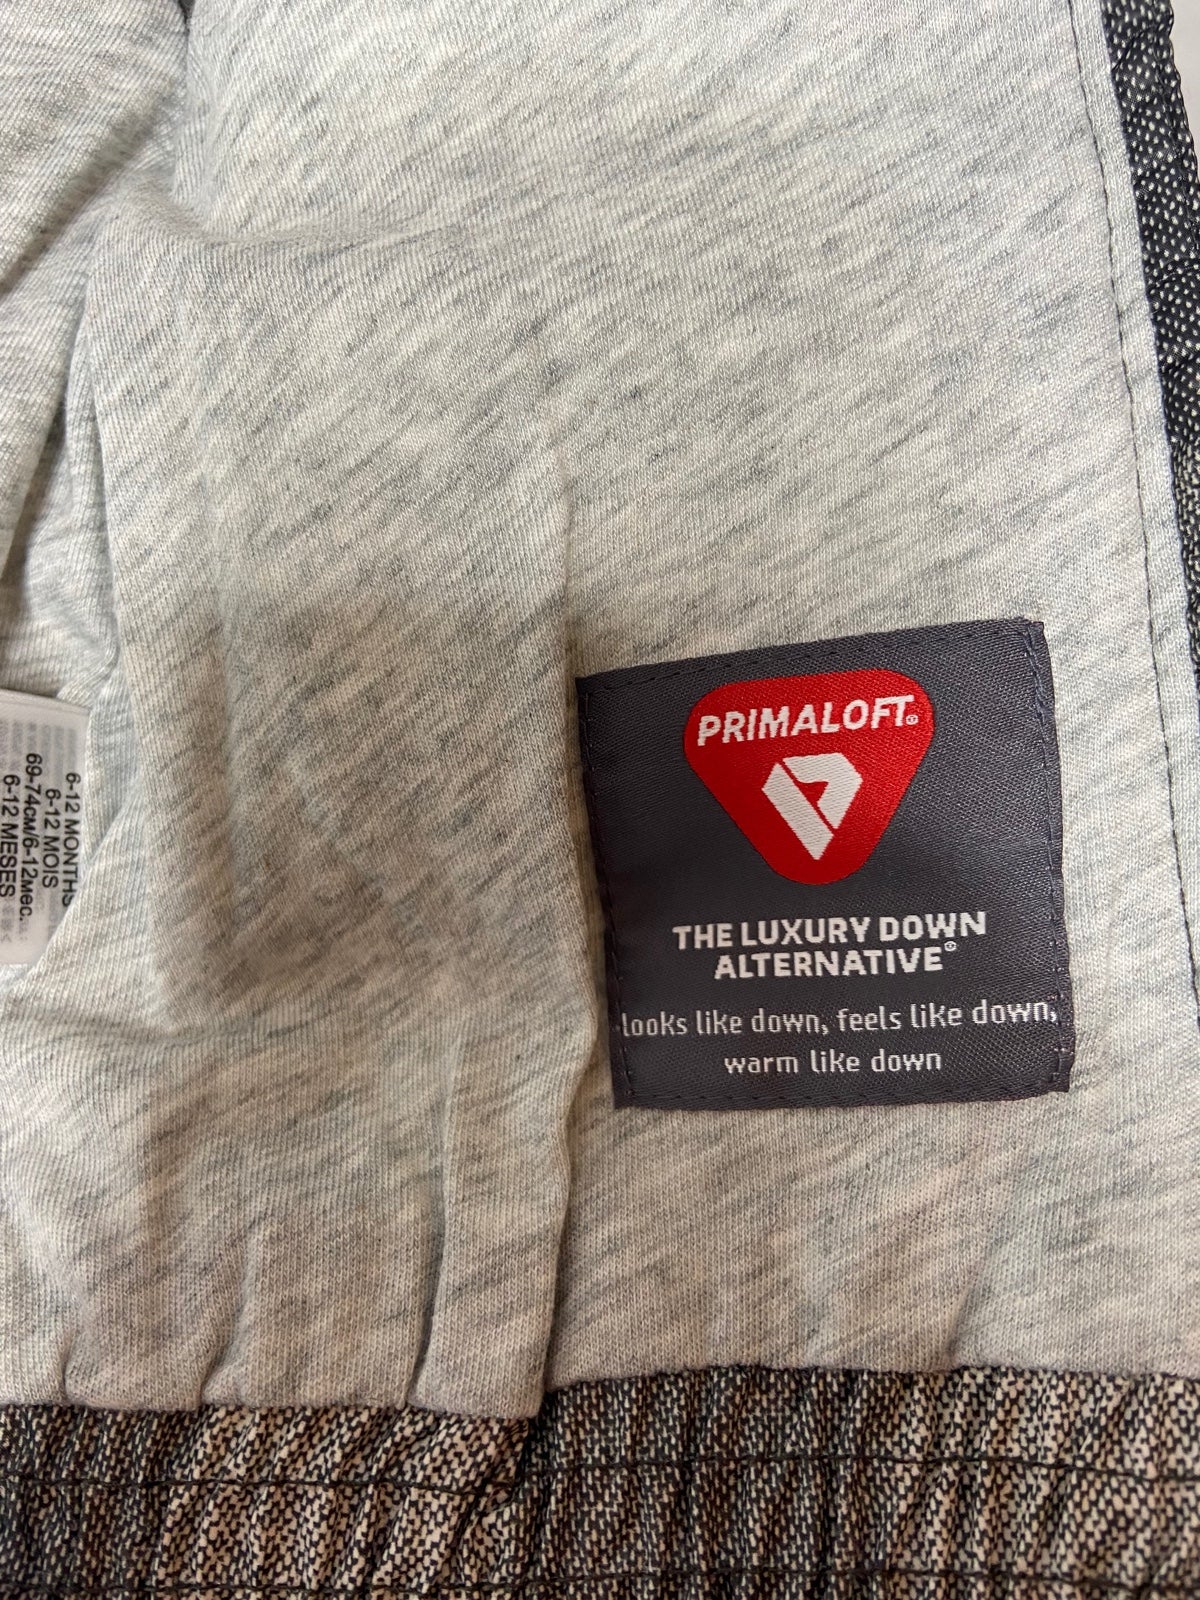 PRIMALOFT®
THE LUXURY DOWN
ALTERNATIVE®
looks like down, feels like down,
warm like down
6-12 MONTHS
6-12 MOIS
69-74CM/6-12мес.
6-12 MESES